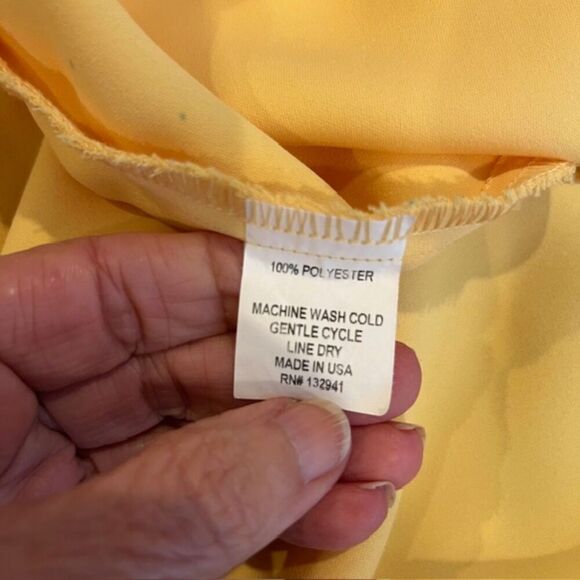 100% POLYESTER
MACHINE WASH COLD
GENTLE CYCLE
LINE DRY
MADE IN USA
RN# 132941